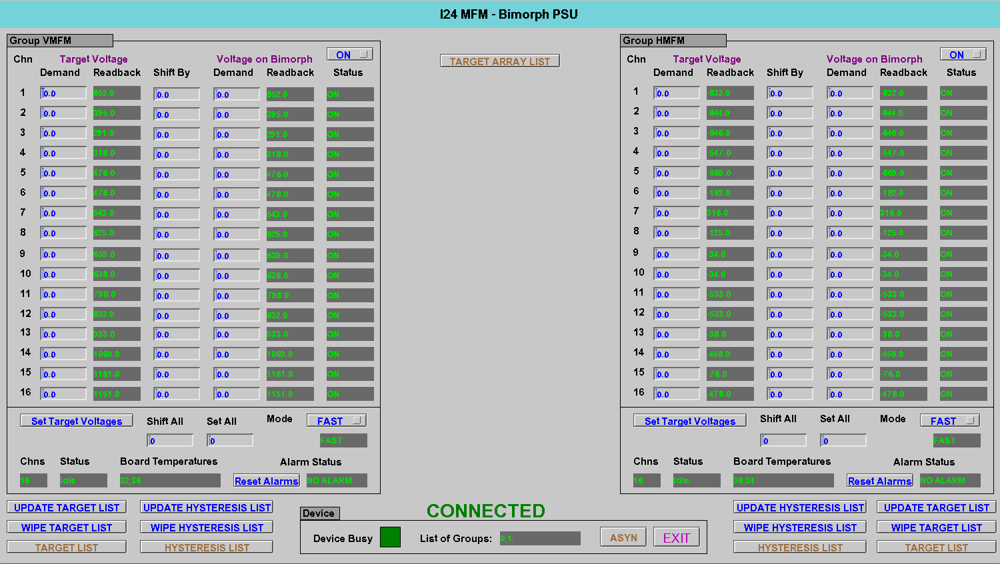 I24 MFM - Bimorph PSU
Group VMFM
Chn Target Voltage Voltage on Bimorph ON
Demand Readback Shift By Demand Readback Status
1 0.0 852.0 0.0 0.0 852.0 ON
2 0.0 395.0 0.0 0.0 395.0 ON
3 0.0 291.0 0.0 0.0 291.0 ON
4 0.0 318.0 0.0 0.0 318.0 ON
5 0.0 476.0 0.0 0.0 476.0 ON
6 0.0 478.0 0.0 0.0 478.0 ON
7 0.0 543.0 0.0 0.0 543.0 ON
8 0.0 625.0 0.0 0.0 625.0 ON
9 0.0 639.0 0.0 0.0 639.0 ON
10 0.0 638.0 0.0 0.0 638.0 ON
11 0.0 798.0 0.0 0.0 798.0 ON
12 0.0 832.0 0.0 0.0 832.0 ON
13 0.0 933.0 0.0 0.0 933.0 ON
14 0.0 1069.0 0.0 0.0 1069.0 ON
15 0.0 1161.0 0.0 0.0 1161.0 ON
16 0.0 1151.0 0.0 0.0 1151.0 ON
Set Target Voltages Shift All Set All Mode FAST
0 0 FAST
Chns Status Board Temperatures Alarm Status
16 Idle 32;36 Reset Alarms NO ALARM
UPDATE TARGET LIST UPDATE HYSTERESIS LIST
WIPE TARGET LIST WIPE HYSTERESIS LIST
TARGET LIST HYSTERESIS LIST
TARGET ARRAY LIST
Group HMFM
Chn Target Voltage Voltage on Bimorph ON
Demand Readback Shift By Demand Readback Status
1 0.0 -832.0 0.0 0.0 -832.0 ON
2 0.0 -844.0 0.0 0.0 -844.0 ON
3 0.0 -646.0 0.0 0.0 -646.0 ON
4 0.0 -547.0 0.0 0.0 -547.0 ON
5 0.0 -669.0 0.0 0.0 -669.0 ON
6 0.0 -182.0 0.0 0.0 -182.0 ON
7 0.0 316.0 0.0 0.0 316.0 ON
8 0.0 -125.0 0.0 0.0 -125.0 ON
9 0.0 -34.0 0.0 0.0 -34.0 ON
10 0.0 -34.0 0.0 0.0 -34.0 ON
11 0.0 -533.0 0.0 0.0 -533.0 ON
12 0.0 -533.0 0.0 0.0 -533.0 ON
13 0.0 -38.0 0.0 0.0 -38.0 ON
14 0.0 -458.0 0.0 0.0 -458.0 ON
15 0.0 -76.0 0.0 0.0 -76.0 ON
16 0.0 -478.0 0.0 0.0 -478.0 ON
Set Target Voltages Shift All Set All Mode FAST
0 0 FAST
Chns Status Board Temperatures Alarm Status
16 Idle 36;34 Reset Alarms NO ALARM
UPDATE HYSTERESIS LIST UPDATE TARGET LIST
WIPE HYSTERESIS LIST WIPE TARGET LIST
HYSTERESIS LIST TARGET LIST
CONNECTED
Device
Device Busy List of Groups: 0;1; ASYN EXIT